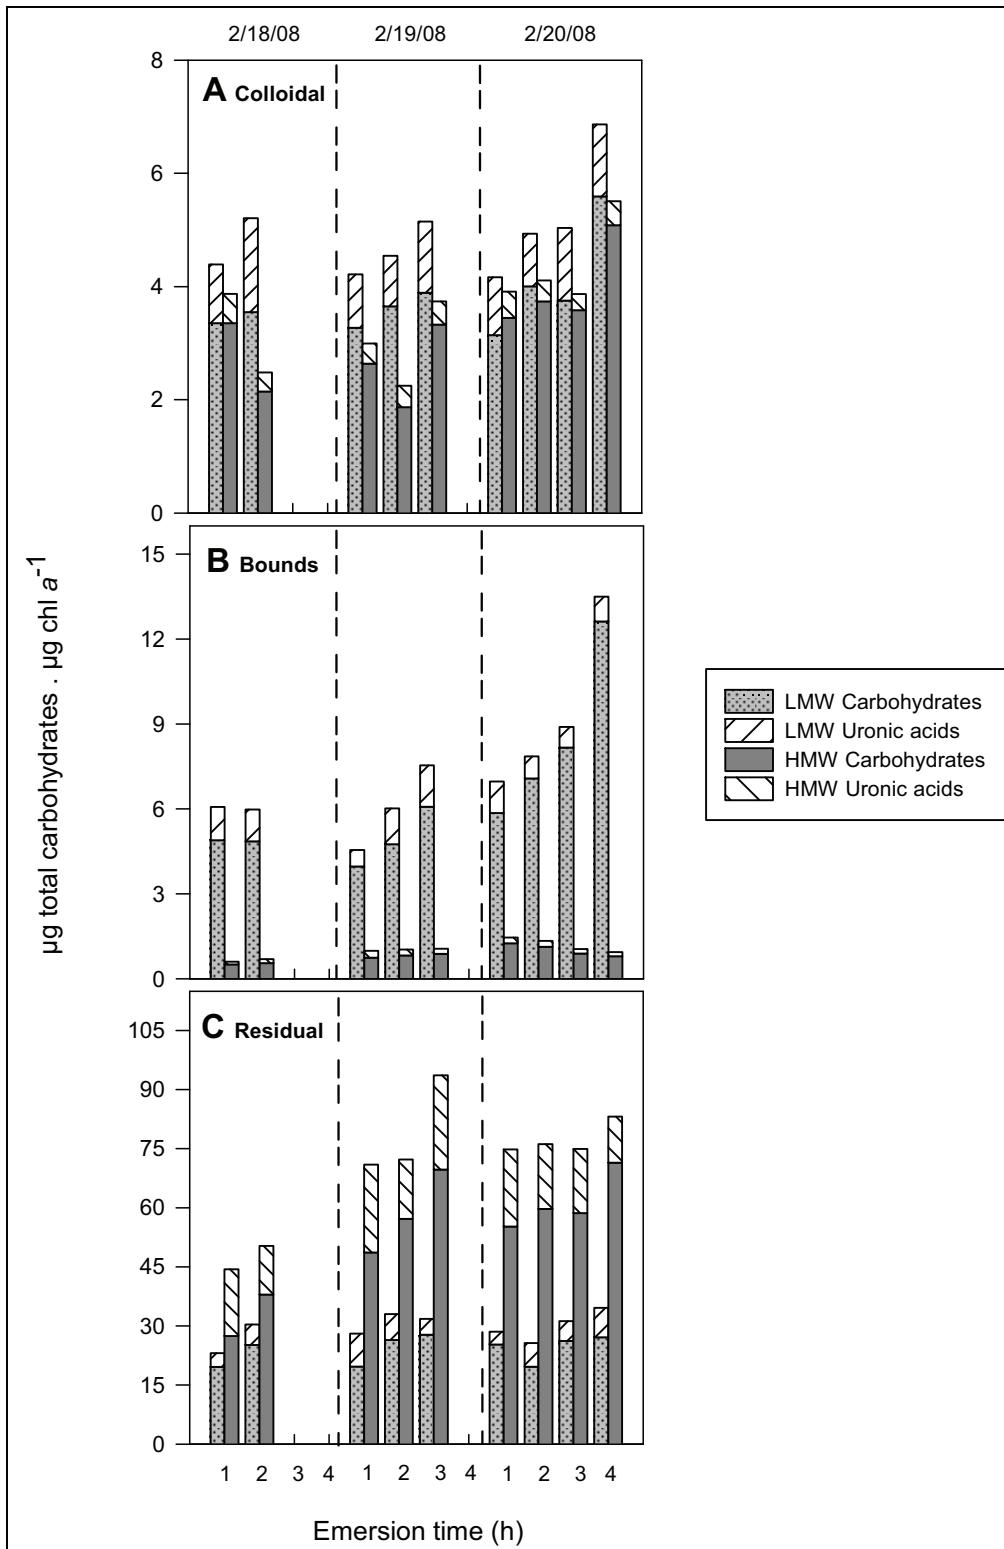 2/18/08 2/19/08 2/20/08
A Colloidal
8
6
4
2
0
B Bounds
15
12
9
6
3
0
C Residual
105
90
75
60
45
30
15
0
1 2 3 4 1 2 3 4 1 2 3 4
Emersion time (h)
µg total carbohydrates . µg chl a⁻¹
LMW Carbohydrates
LMW Uronic acids
HMW Carbohydrates
HMW Uronic acids